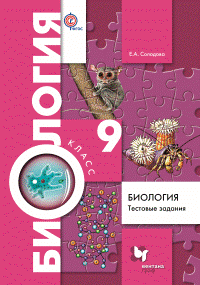 ФГОС
Е.А. Солодова
БИОЛОГИЯ
9
КЛАСС
БИОЛОГИЯ
Тестовые задания
вентана
граф